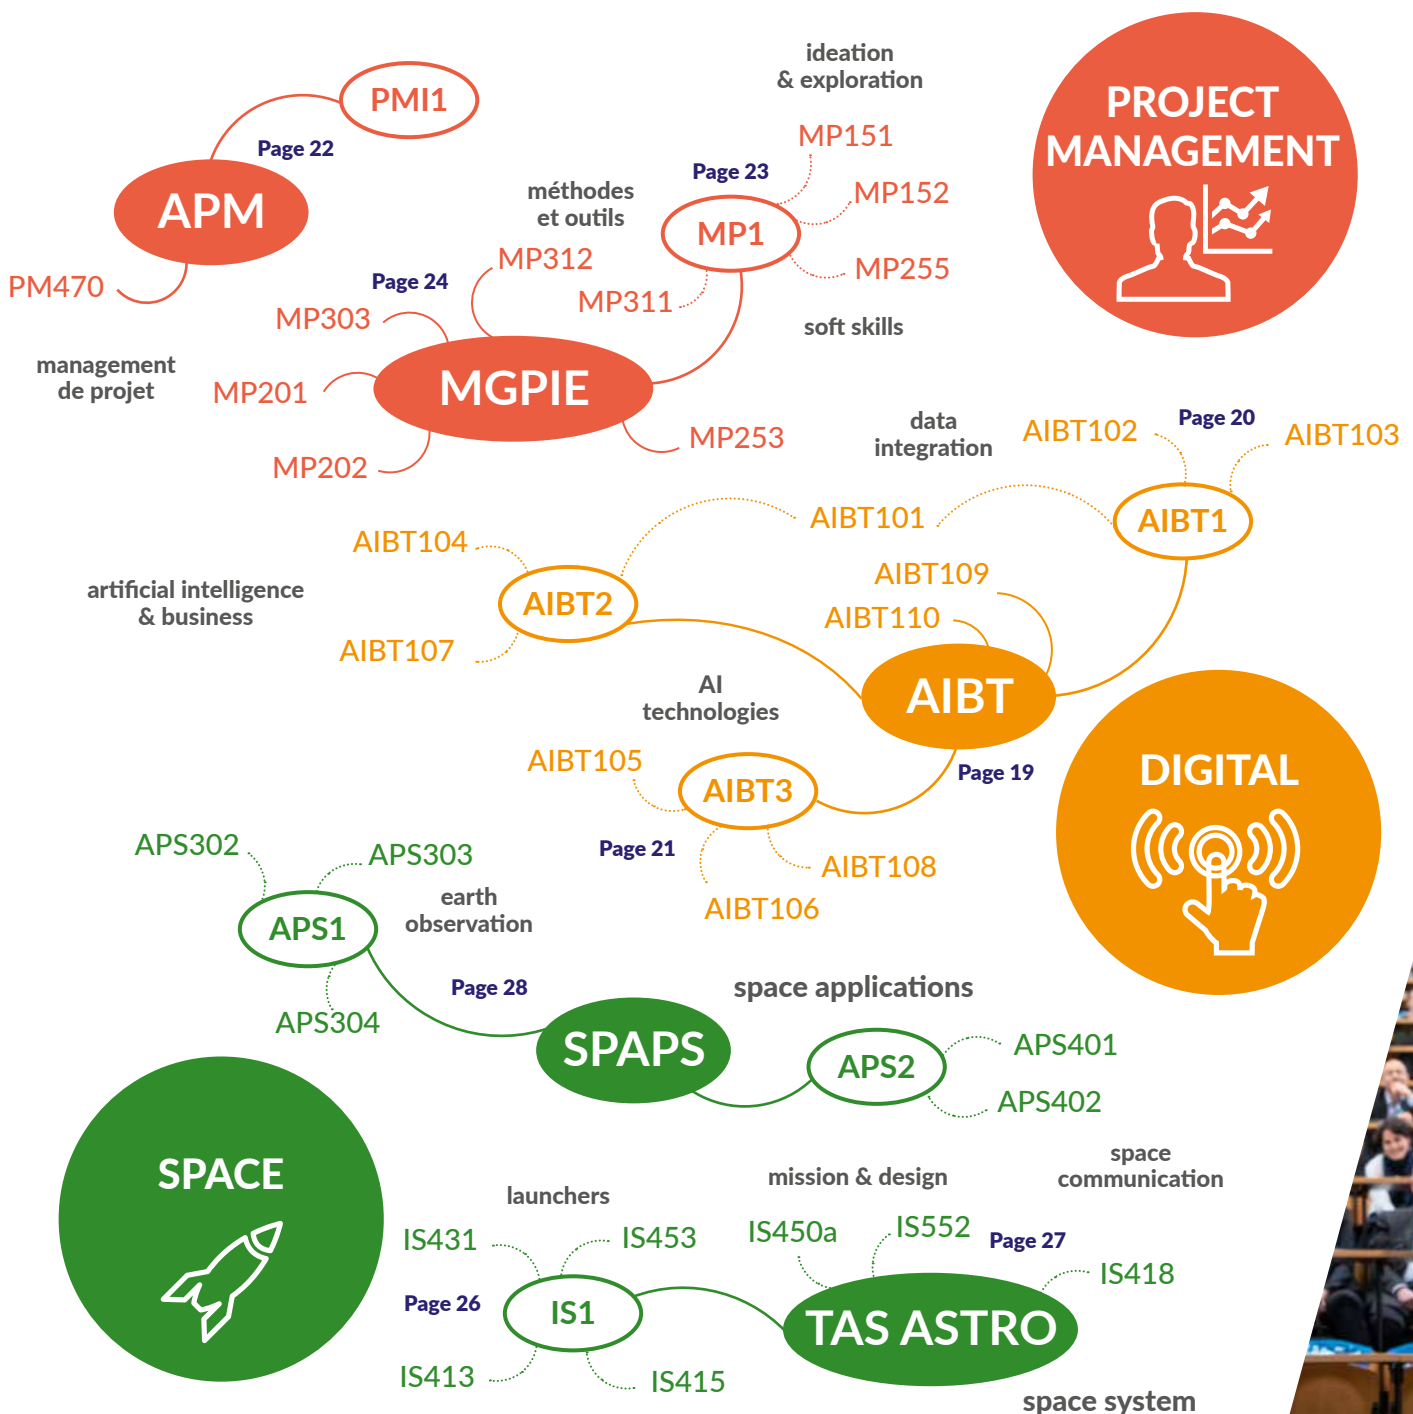 ideation
& exploration
PROJECT
MANAGEMENT
PMI1
MP151
Page 22
Page 23
méthodes
et outils
MP152
APM
MP1
MP312
MP255
PM470
Page 24
MP311
MP303
soft skills
management
de projet
MGPIE
MP201
MP253
MP202
data
integration
AIBT102
Page 20
AIBT103
AIBT101
AIBT1
AIBT104
AIBT109
artificial intelligence
& business
AIBT2
AIBT110
AIBT107
AI
technologies
AIBT
AIBT105
Page 19
DIGITAL
AIBT3
Page 21
AIBT108
AIBT106
APS302
APS303
earth
observation
APS1
Page 28
space applications
APS304
SPAPS
APS401
APS2
APS402
SPACE
space
communication
mission & design
launchers
IS431
IS453
IS450a
IS552
Page 27
IS418
Page 26
IS1
TAS ASTRO
IS413
IS415
space system